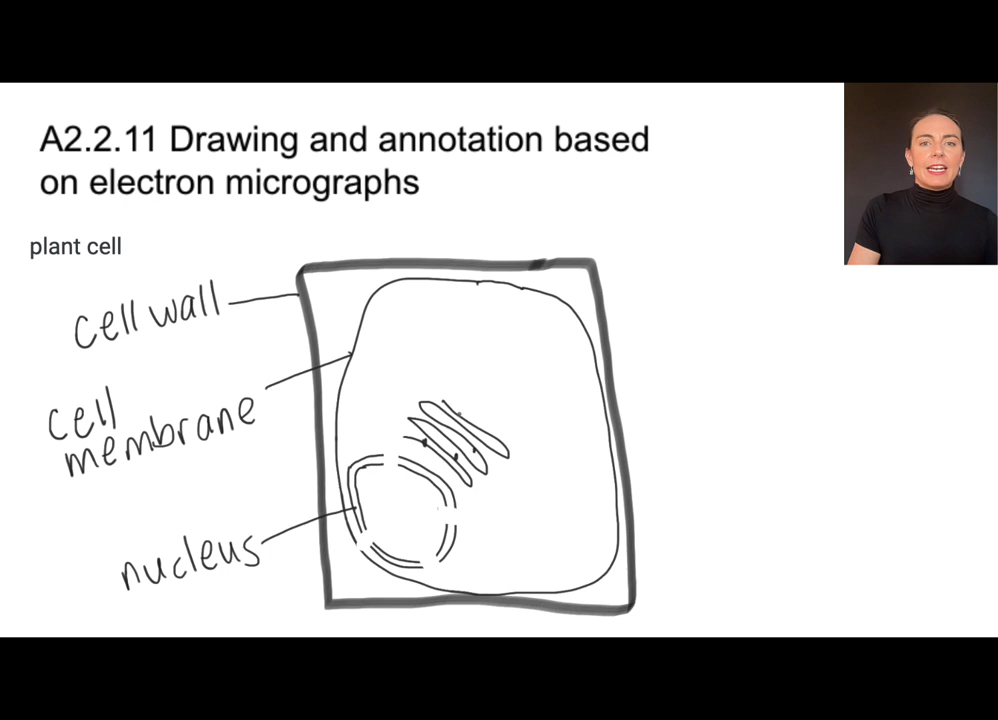 A2.2.11 Drawing and annotation based
on electron micrographs
plant cell
cell wall
cell
membrane
nucleus